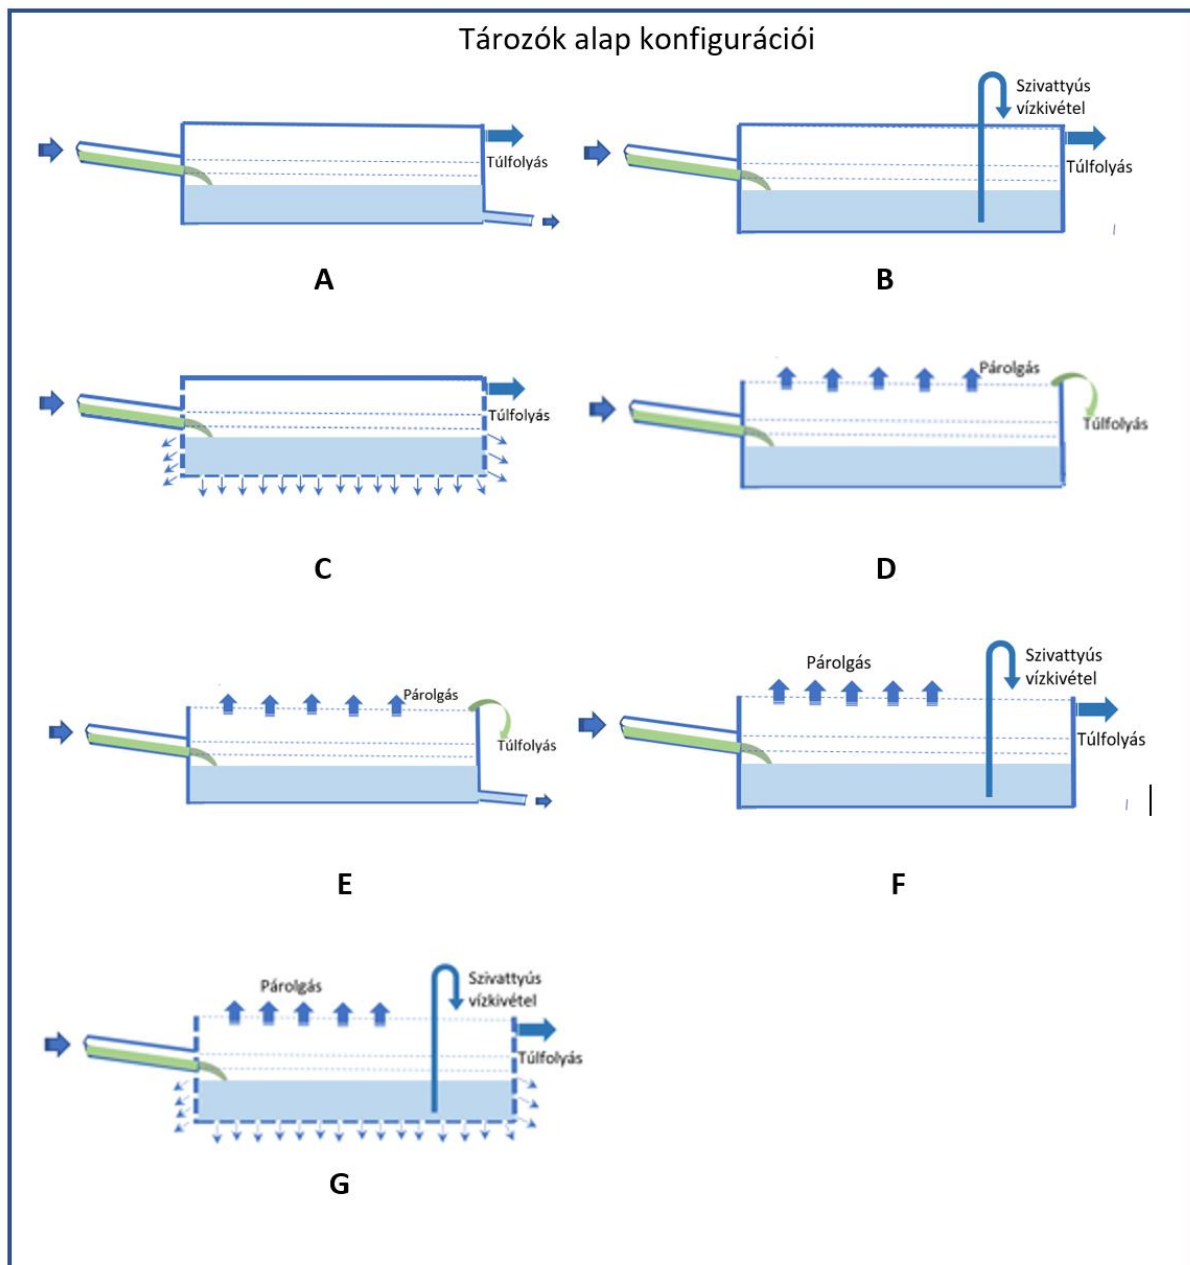 Tározók alap konfigurációi
Szivattyús
vízkivétel
Túlfolyás
Túlfolyás
A
B
Túlfolyás
Párolgás
Túlfolyás
C
D
Párolgás
Túlfolyás
Párolgás
Szivattyús
vízkivétel
Túlfolyás
E
F
Párolgás
Szivattyús
vízkivétel
Túlfolyás
G